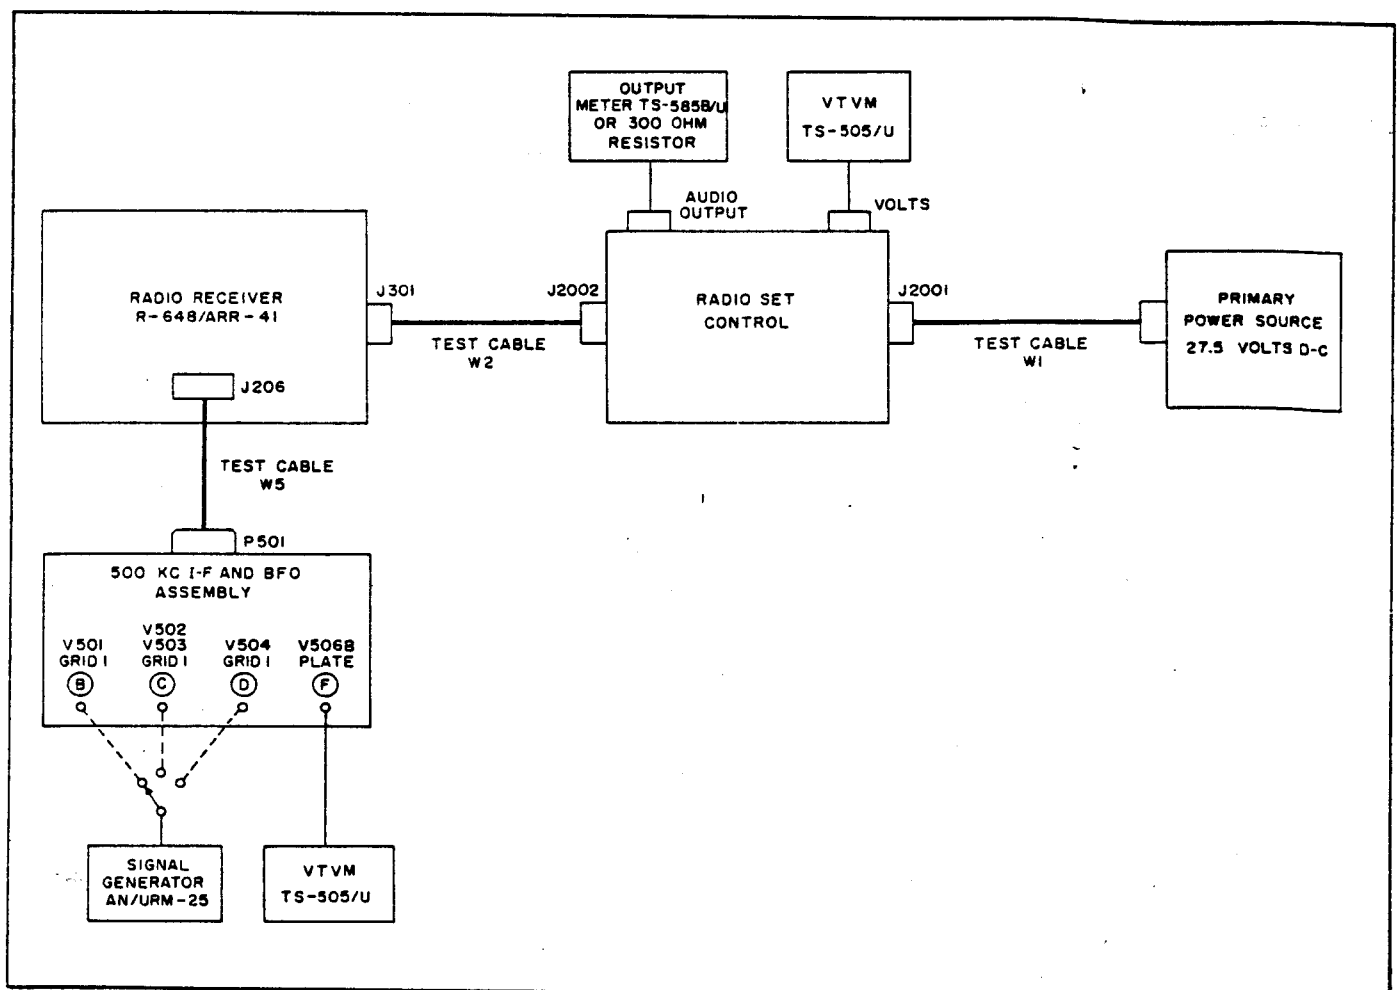 OUTPUT
METER TS-585B/U
OR 300 OHM
RESISTOR
VTVM
TS-505/U
AUDIO
OUTPUT
VOLTS
RADIO RECEIVER
R-648/ARR-41
J301
J2002
RADIO SET
CONTROL
J2001
PRIMARY
POWER SOURCE
27.5 VOLTS D-C
TEST CABLE
W2
TEST CABLE
W1
J206
TEST CABLE
W5
P501
500 KC I-F AND BFO
ASSEMBLY
V501
GRID 1
B
V502
V503
GRID 1
C
V504
GRID 1
D
V506B
PLATE
F
SIGNAL
GENERATOR
AN/URM-25
VTVM
TS-505/U